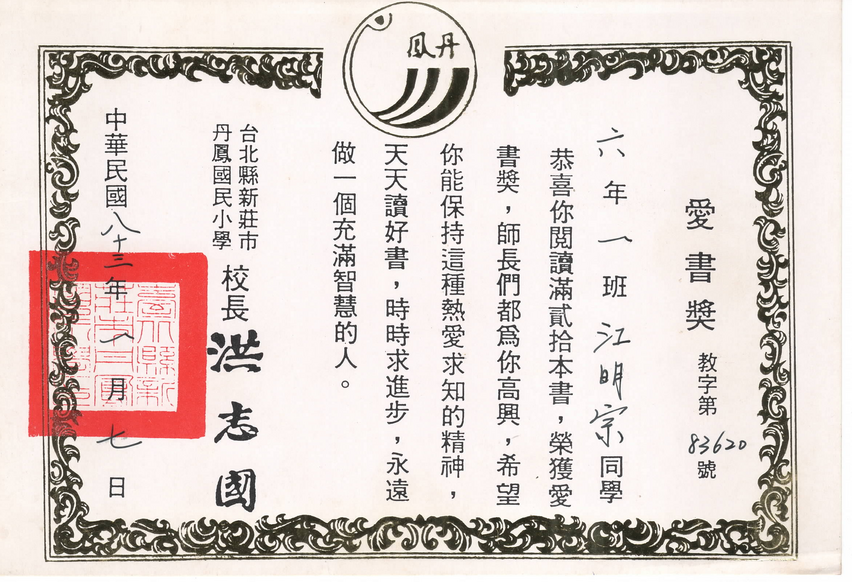 丹鳳
愛書獎
教字第83620號
六年一班江明宗同學
恭喜你閱讀滿貳拾本書，榮獲愛
書獎，師長們都為你高興，希望
你能保持這種熱愛求知的精神，
天天讀好書，時時求進步，永遠
做一個充滿智慧的人。
台北縣新莊市
丹鳳國民小學
校長洪志國
中華民國八十三年一月七日